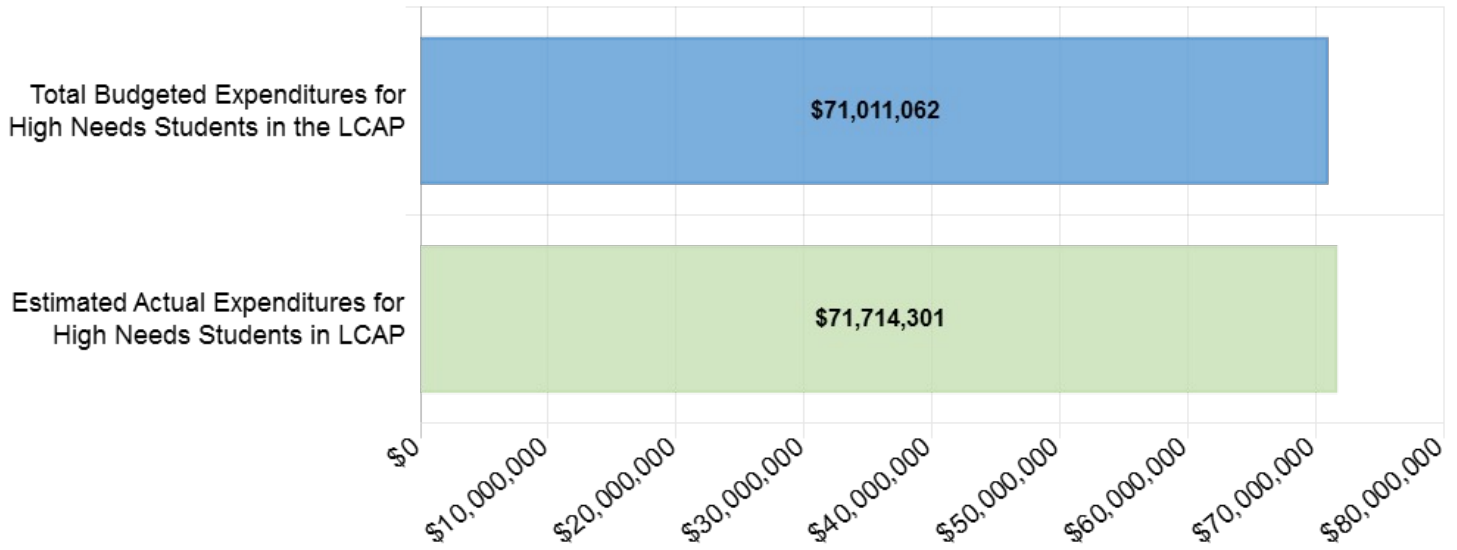 Total Budgeted Expenditures for
High Needs Students in the LCAP
$71,011,062
Estimated Actual Expenditures for
High Needs Students in LCAP
$71,714,301
$0
$10,000,000
$20,000,000
$30,000,000
$40,000,000
$50,000,000
$60,000,000
$70,000,000
$80,000,000